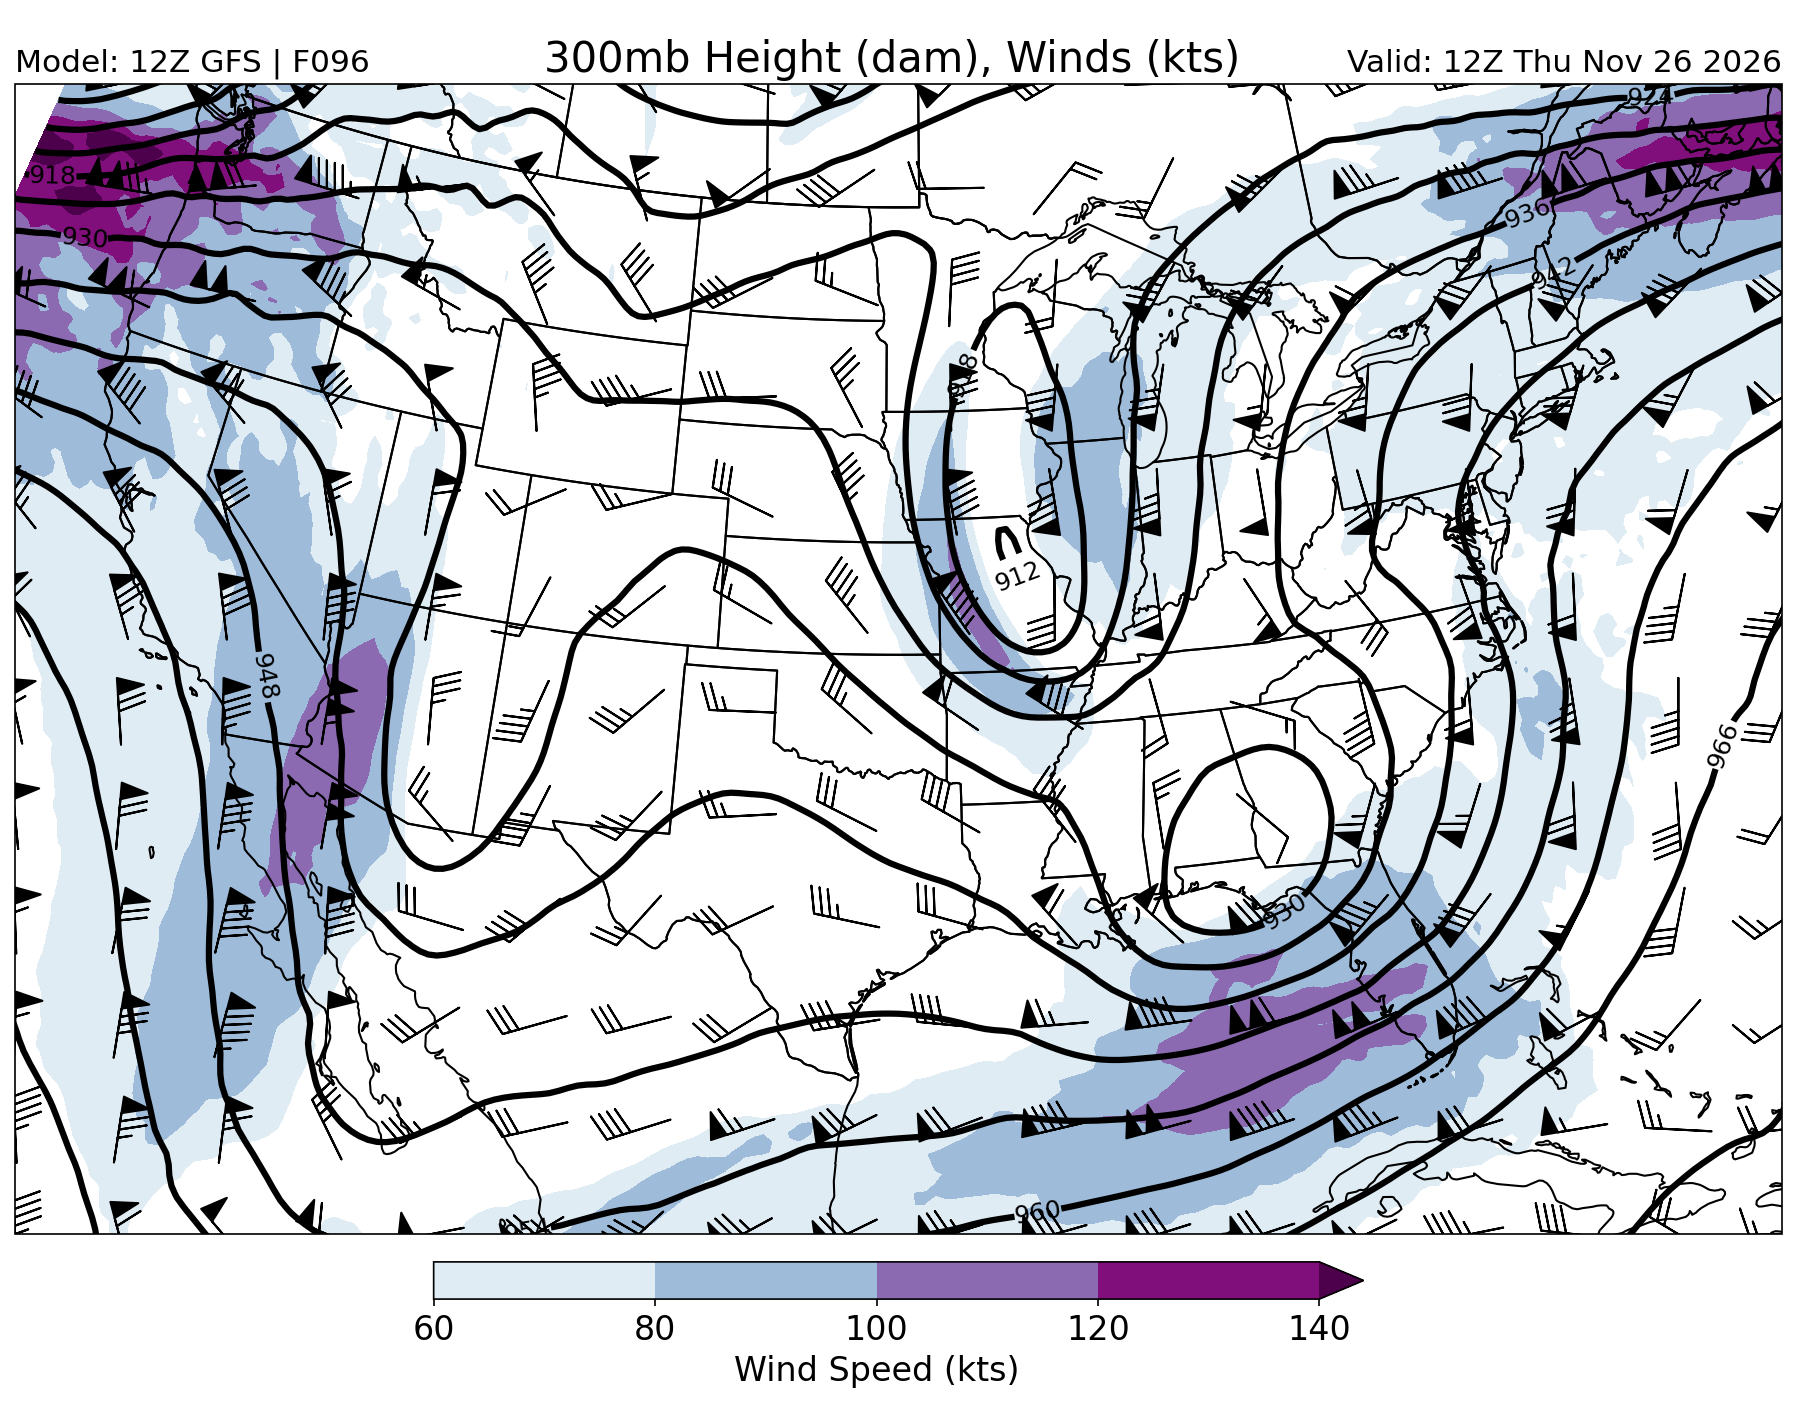 Model: 12Z GFS | F096
300mb Height (dam), Winds (kts)
Valid: 12Z Thu Nov 26 2026
924
918
930
936
942
912
948
966
930
960
60 80 100 120 140
Wind Speed (kts)